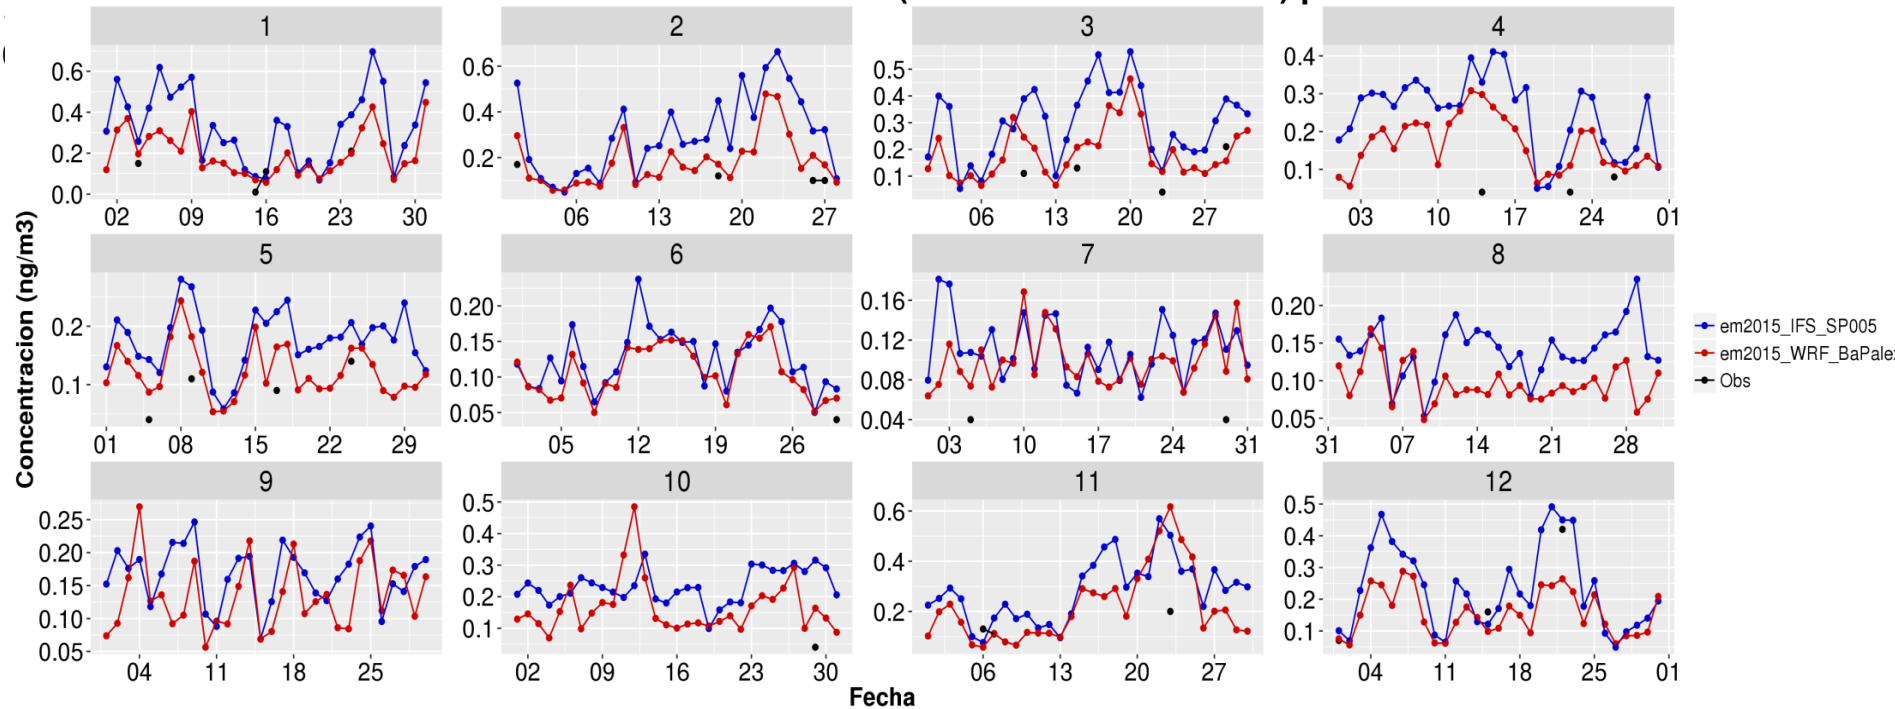 1 2 3 4
0.6 0.4 0.2 0.0
02 09 16 23 30
0.6 0.4 0.2
06 13 20 27
0.5 0.4 0.3 0.2 0.1
06 13 20 27
0.4 0.3 0.2 0.1
03 10 17 24 01
5 6 7 8
0.2 0.1
01 08 15 22 29
0.20 0.15 0.10 0.05
05 12 19 26
0.16 0.12 0.08 0.04
03 10 17 24 31
0.20 0.15 0.10 0.05
31 07 14 21 28
9 10 11 12
0.25 0.20 0.15 0.10 0.05
04 11 18 25
0.5 0.4 0.3 0.2 0.1
02 09 16 23 30
0.6 0.4 0.2
06 13 20 27
0.5 0.4 0.3 0.2 0.1
04 11 18 25 01
Concentracion (ng/m3)
Fecha
em2015_IFS_SP005
em2015_WRF_BaPale
Obs